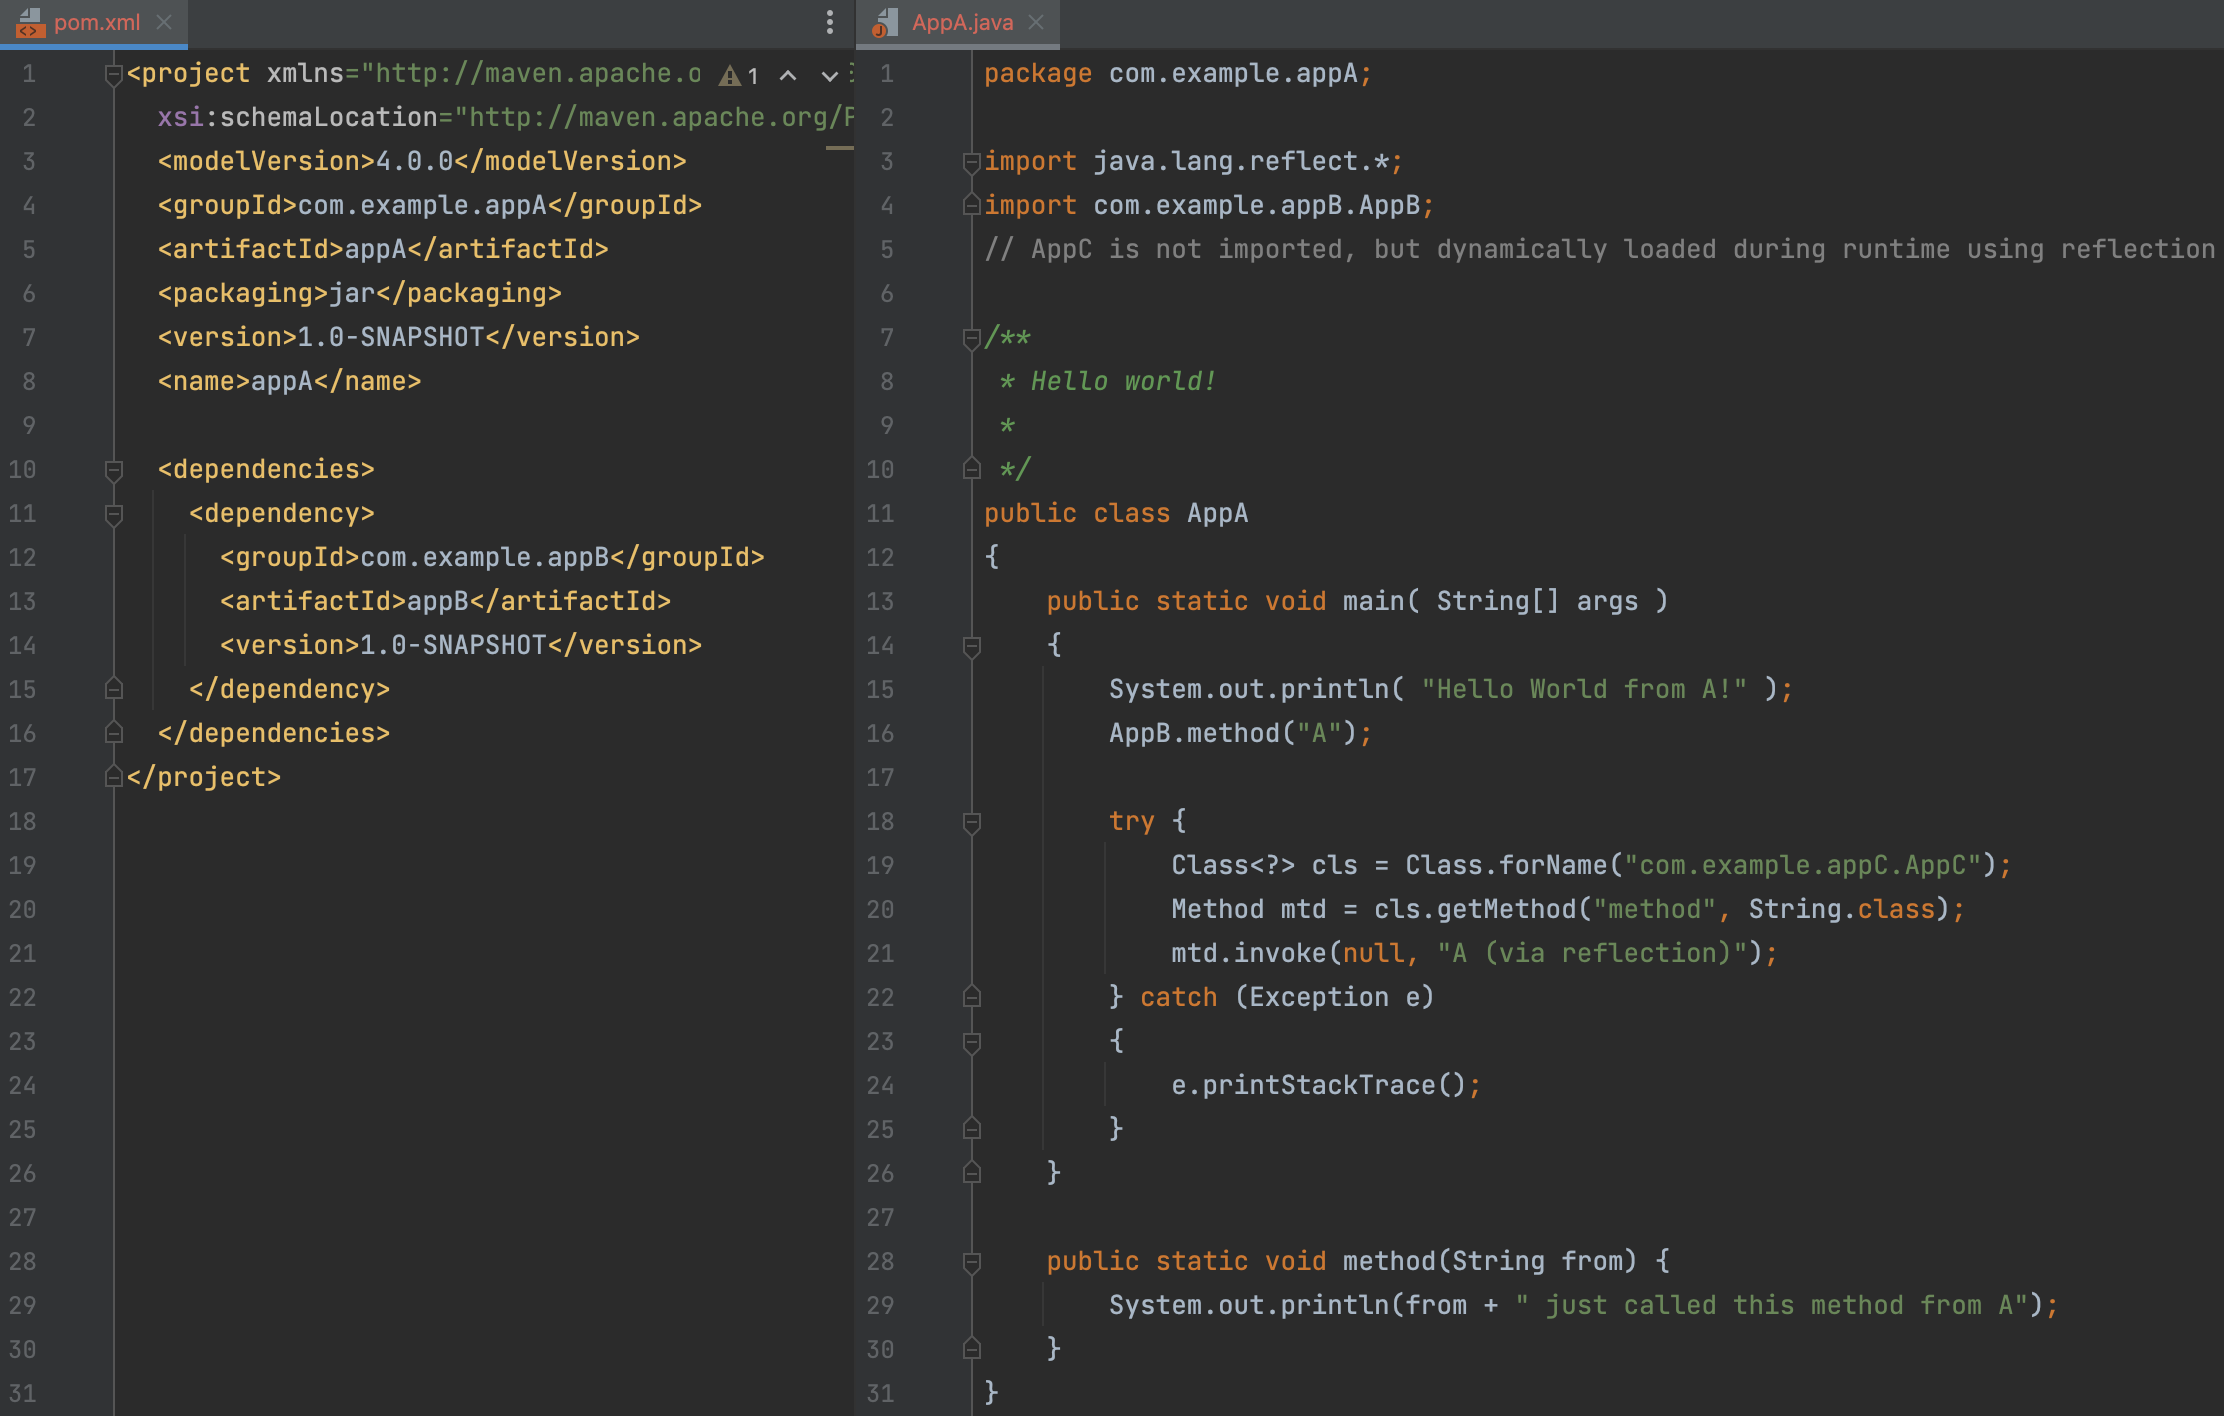 pom.xml
1 <project xmlns="http://maven.apache.o 1
2 xsi:schemaLocation="http://maven.apache.org/P
3 <modelVersion>4.0.0</modelVersion>
4 <groupId>com.example.appA</groupId>
5 <artifactId>appA</artifactId>
6 <packaging>jar</packaging>
7 <version>1.0-SNAPSHOT</version>
8 <name>appA</name>
9
10 <dependencies>
11 <dependency>
12 <groupId>com.example.appB</groupId>
13 <artifactId>appB</artifactId>
14 <version>1.0-SNAPSHOT</version>
15 </dependency>
16 </dependencies>
17 </project>
18
19
20
21
22
23
24
25
26
27
28
29
30
31
AppA.java
1 package com.example.appA;
2
3 import java.lang.reflect.*;
4 import com.example.appB.AppB;
5 // AppC is not imported, but dynamically loaded during runtime using reflection
6
7 /**
8 * Hello world!
9 *
10 */
11 public class AppA
12 {
13 public static void main( String[] args )
14 {
15 System.out.println( "Hello World from A!" );
16 AppB.method("A");
17
18 try {
19 Class<?> cls = Class.forName("com.example.appC.AppC");
20 Method mtd = cls.getMethod("method", String.class);
21 mtd.invoke(null, "A (via reflection)");
22 } catch (Exception e)
23 {
24 e.printStackTrace();
25 }
26 }
27
28 public static void method(String from) {
29 System.out.println(from + " just called this method from A");
30 }
31 }